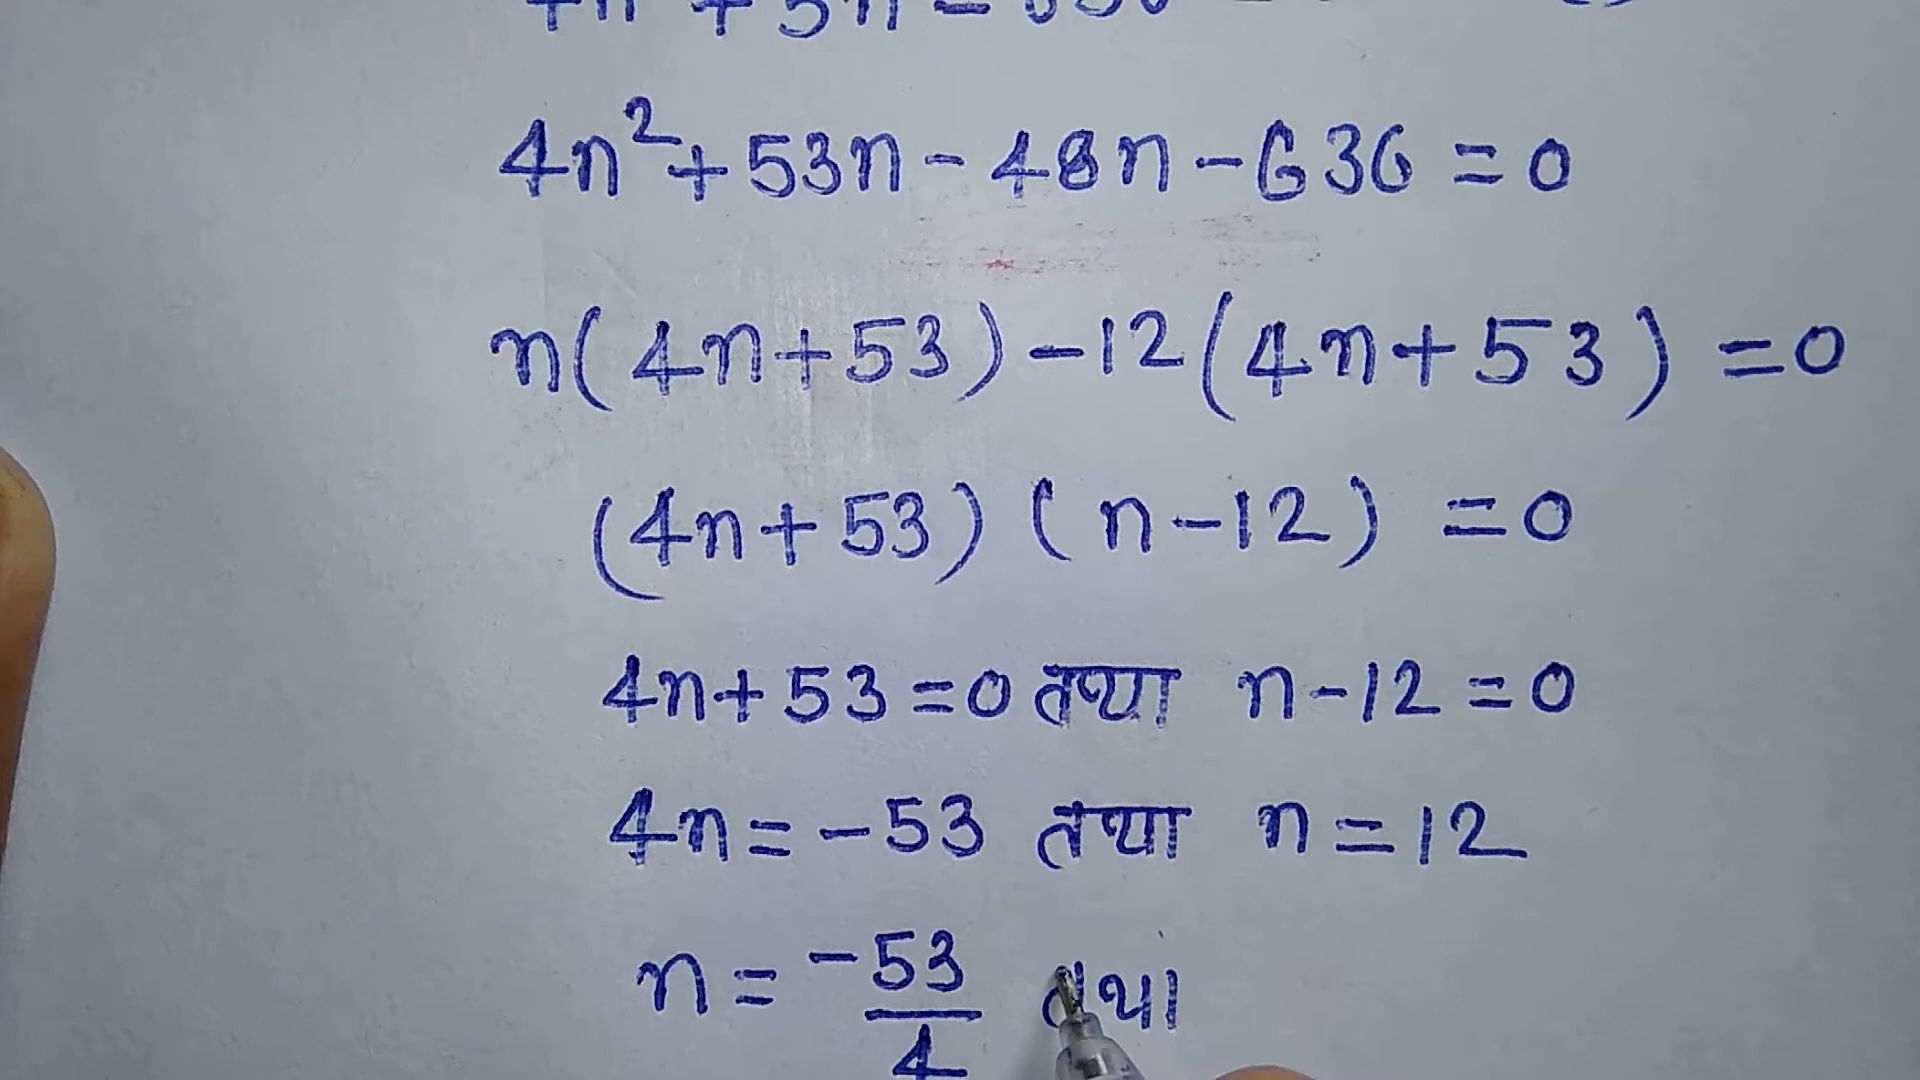 4n²+53n-48n-636=0
n(4n+53)-12(4n+53)=0
(4n+53)(n-12)=0
4n+53=0 तथा n-12=0
4n=-53 तथा n=12
n=-53/4 तथा